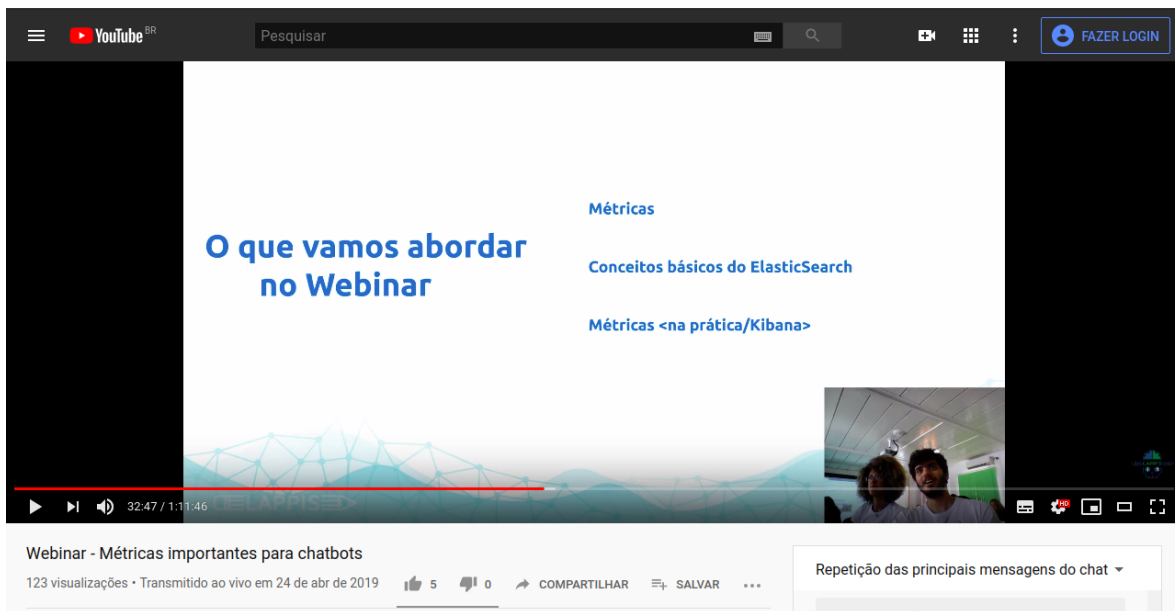 YouTube BR
Pesquisar
FAZER LOGIN
O que vamos abordar
no Webinar
Métricas
Conceitos básicos do ElasticSearch
Métricas <na prática/Kibana>
LAPPIS
HD
32:47 / 1:11:46
Webinar - Métricas importantes para chatbots
123 visualizações • Transmitido ao vivo em 24 de abr de 2019
5
0
COMPARTILHAR
SALVAR
Repetição das principais mensagens do chat